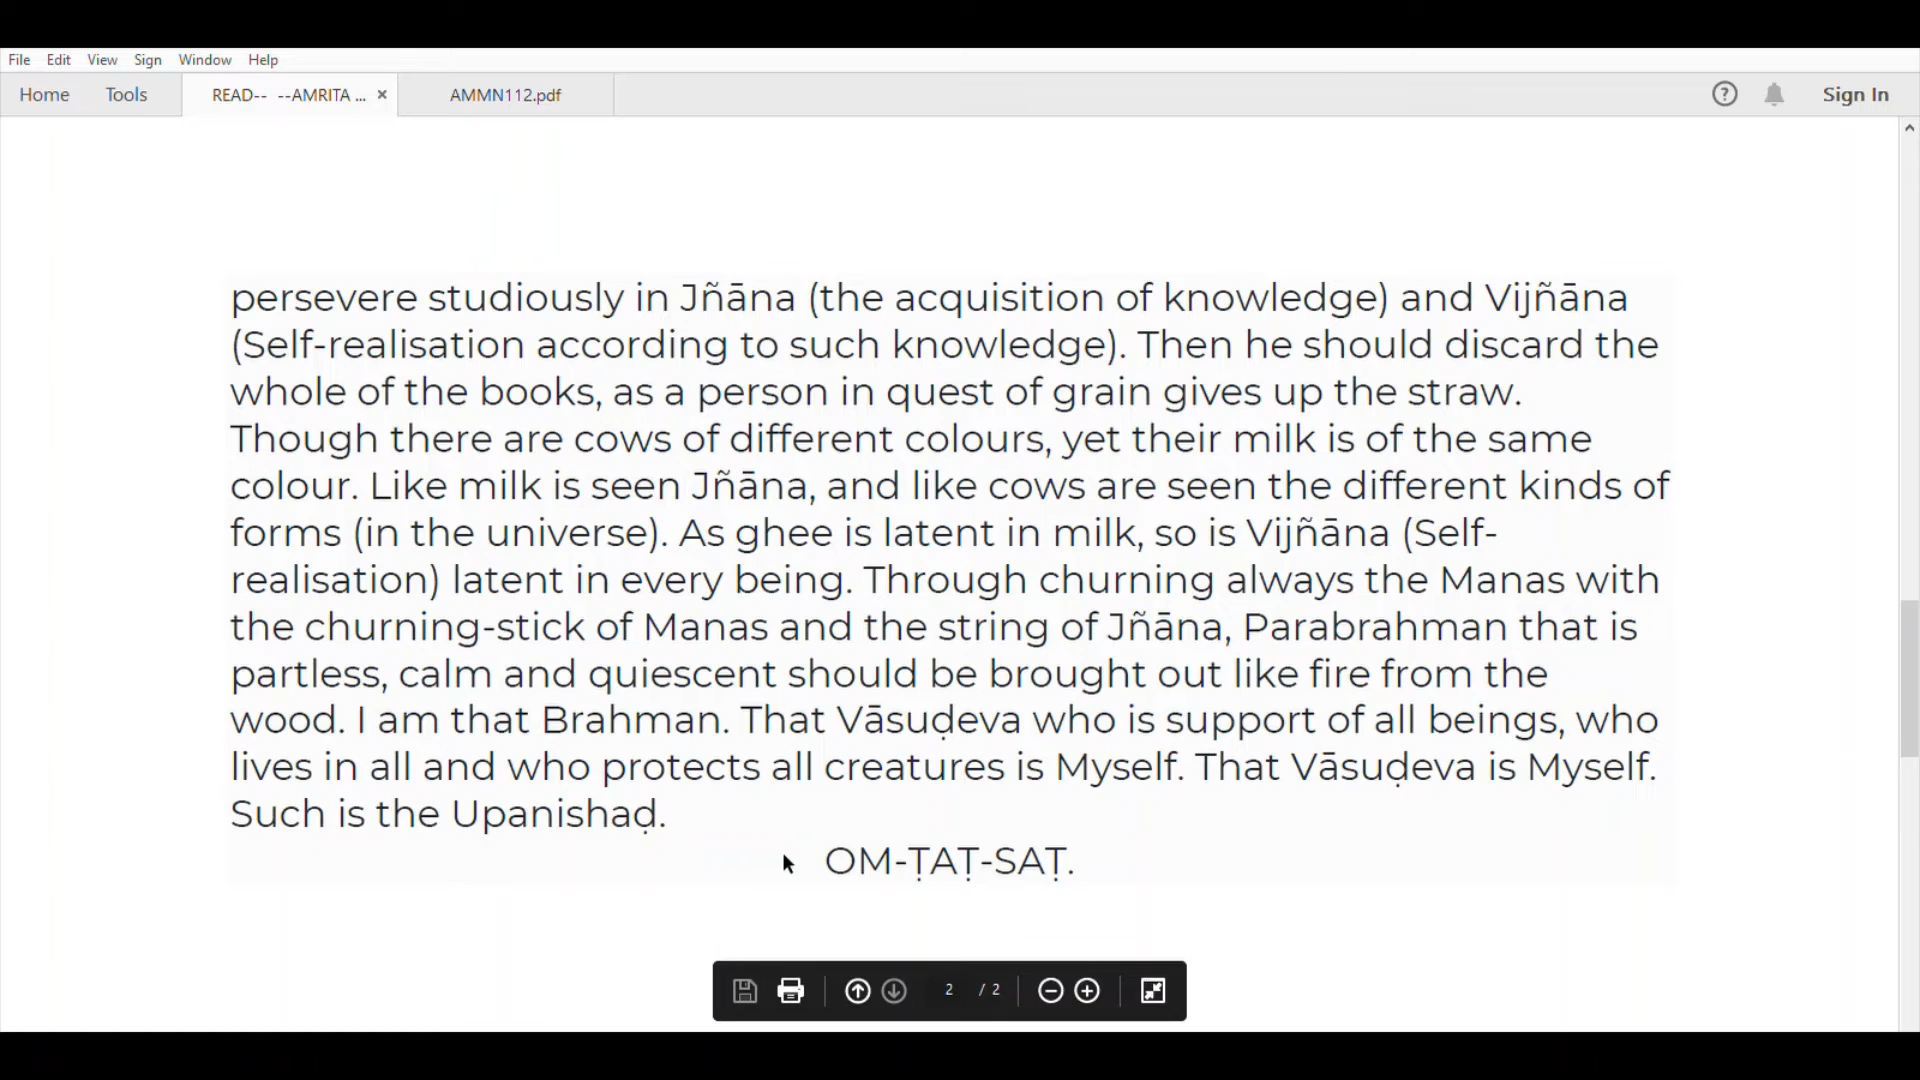 File Edit View Sign Window Help
Home Tools READ-- --AMRITA ... × AMMN112.pdf ? Sign In
persevere studiously in Jñāna (the acquisition of knowledge) and Vijñāna
(Self-realisation according to such knowledge). Then he should discard the
whole of the books, as a person in quest of grain gives up the straw.
Though there are cows of different colours, yet their milk is of the same
colour. Like milk is seen Jñāna, and like cows are seen the different kinds of
forms (in the universe). As ghee is latent in milk, so is Vijñāna (Self-
realisation) latent in every being. Through churning always the Manas with
the churning-stick of Manas and the string of Jñāna, Parabrahman that is
partless, calm and quiescent should be brought out like fire from the
wood. I am that Brahman. That Vāsuḍeva who is support of all beings, who
lives in all and who protects all creatures is Myself. That Vāsuḍeva is Myself.
Such is the Upanishaḍ.
OM-ṬAṬ-SAṬ.
2 / 2